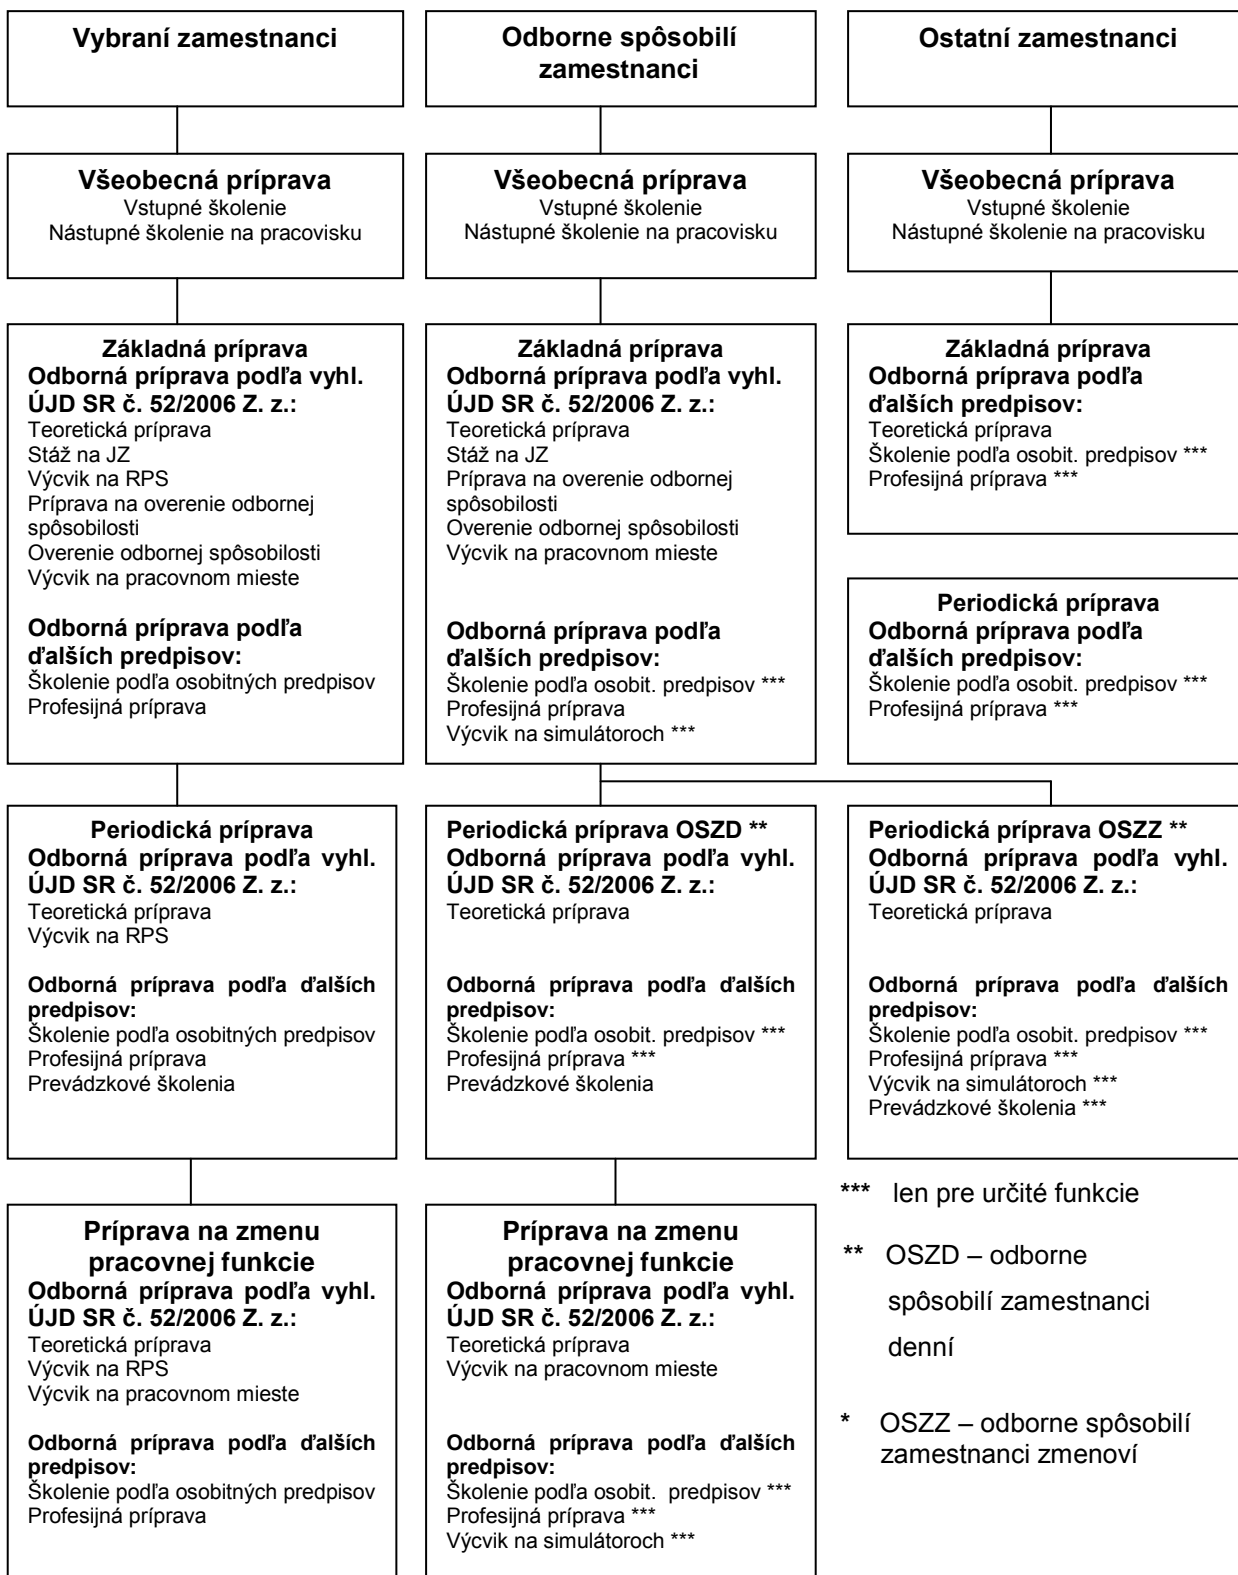 Vybraní zamestnanci
Odborne spôsobilí
zamestnanci
Ostatní zamestnanci
Všeobecná príprava
Vstupné školenie
Nástupné školenie na pracovisku
Všeobecná príprava
Vstupné školenie
Nástupné školenie na pracovisku
Všeobecná príprava
Vstupné školenie
Nástupné školenie na pracovisku
Základná príprava
Odborná príprava podľa vyhl.
ÚJD SR č. 52/2006 Z. z.:
Teoretická príprava
Stáž na JZ
Výcvik na RPS
Príprava na overenie odbornej
spôsobilosti
Overenie odbornej spôsobilosti
Výcvik na pracovnom mieste
Odborná príprava podľa
ďalších predpisov:
Školenie podľa osobitných predpisov
Profesijná príprava
Základná príprava
Odborná príprava podľa vyhl.
ÚJD SR č. 52/2006 Z. z.:
Teoretická príprava
Stáž na JZ
Príprava na overenie odbornej
spôsobilosti
Overenie odbornej spôsobilosti
Výcvik na pracovnom mieste
Odborná príprava podľa
ďalších predpisov:
Školenie podľa osobit. predpisov ***
Profesijná príprava
Výcvik na simulátoroch ***
Základná príprava
Odborná príprava podľa
ďalších predpisov:
Teoretická príprava
Školenie podľa osobit. predpisov ***
Profesijná príprava ***
Periodická príprava
Odborná príprava podľa
ďalších predpisov:
Školenie podľa osobit. predpisov ***
Profesijná príprava ***
Periodická príprava
Odborná príprava podľa vyhl.
ÚJD SR č. 52/2006 Z. z.:
Teoretická príprava
Výcvik na RPS
Odborná príprava podľa ďalších
predpisov:
Školenie podľa osobitných predpisov
Profesijná príprava
Prevádzkové školenia
Periodická príprava OSZD **
Odborná príprava podľa vyhl.
ÚJD SR č. 52/2006 Z. z.:
Teoretická príprava
Odborná príprava podľa ďalších
predpisov:
Školenie podľa osobit. predpisov ***
Profesijná príprava ***
Prevádzkové školenia
Periodická príprava OSZZ **
Odborná príprava podľa vyhl.
ÚJD SR č. 52/2006 Z. z.:
Teoretická príprava
Odborná príprava podľa ďalších
predpisov:
Školenie podľa osobit. predpisov ***
Profesijná príprava ***
Výcvik na simulátoroch ***
Prevádzkové školenia ***
Príprava na zmenu
pracovnej funkcie
Odborná príprava podľa vyhl.
ÚJD SR č. 52/2006 Z. z.:
Teoretická príprava
Výcvik na RPS
Výcvik na pracovnom mieste
Odborná príprava podľa ďalších
predpisov:
Školenie podľa osobitných predpisov
Profesijná príprava
Príprava na zmenu
pracovnej funkcie
Odborná príprava podľa vyhl.
ÚJD SR č. 52/2006 Z. z.:
Teoretická príprava
Výcvik na pracovnom mieste
Odborná príprava podľa ďalších
predpisov:
Školenie podľa osobit. predpisov ***
Profesijná príprava ***
Výcvik na simulátoroch ***
*** len pre určité funkcie
** OSZD – odborne
spôsobilí zamestnanci
denní
* OSZZ – odborne spôsobilí
zamestnanci zmenoví